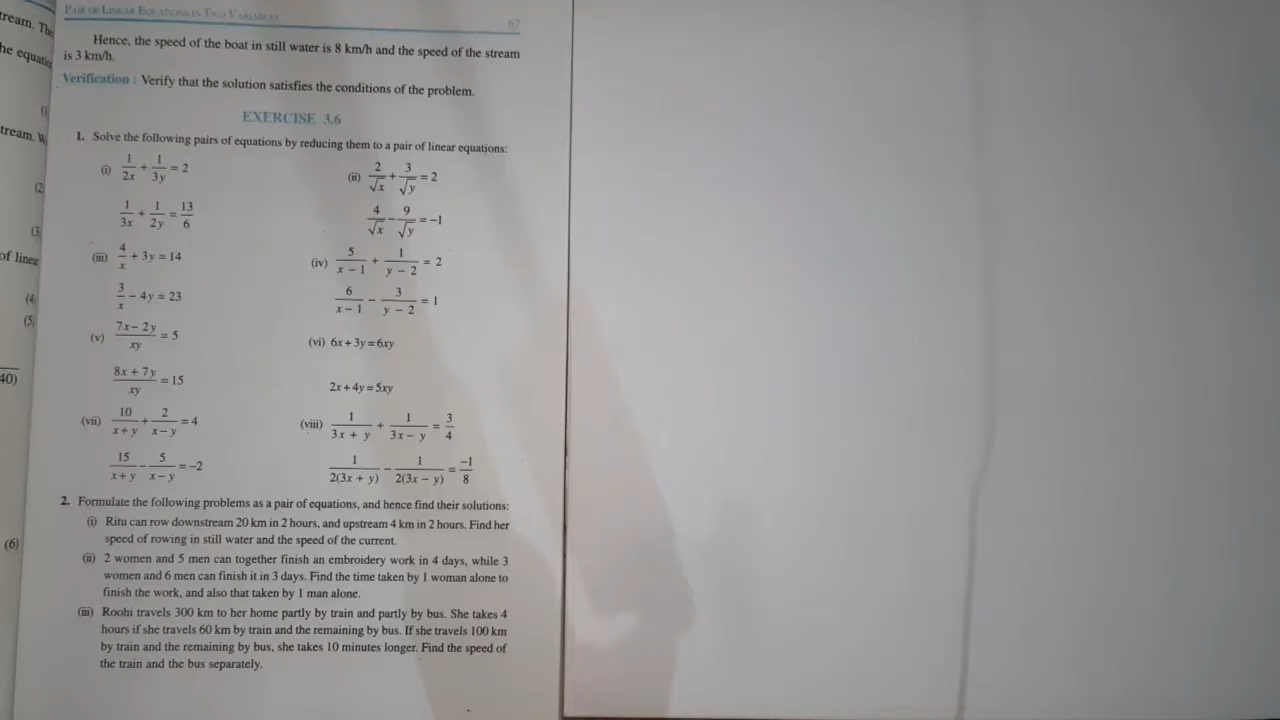 PAIR OF LINEAR EQUATIONS IN TWO VARIABLES 67
Hence, the speed of the boat in still water is 8 km/h and the speed of the stream
is 3 km/h.
Verification : Verify that the solution satisfies the conditions of the problem.
EXERCISE 3.6
1. Solve the following pairs of equations by reducing them to a pair of linear equations:
(i) 1/2x + 1/3y = 2
1/3x + 1/2y = 13/6
(ii) 2/√x + 3/√y = 2
4/√x − 9/√y = −1
(iii) 4/x + 3y = 14
3/x − 4y = 23
(iv) 5/(x − 1) + 1/(y − 2) = 2
6/(x − 1) − 3/(y − 2) = 1
(v) (7x − 2y)/xy = 5
(8x + 7y)/xy = 15
(vi) 6x + 3y = 6xy
2x + 4y = 5xy
(vii) 10/(x + y) + 2/(x − y) = 4
15/(x + y) − 5/(x − y) = −2
(viii) 1/(3x + y) + 1/(3x − y) = 3/4
1/2(3x + y) − 1/2(3x − y) = −1/8
2. Formulate the following problems as a pair of equations, and hence find their solutions:
(i) Ritu can row downstream 20 km in 2 hours, and upstream 4 km in 2 hours. Find her
speed of rowing in still water and the speed of the current.
(ii) 2 women and 5 men can together finish an embroidery work in 4 days, while 3
women and 6 men can finish it in 3 days. Find the time taken by 1 woman alone to
finish the work, and also that taken by 1 man alone.
(iii) Roohi travels 300 km to her home partly by train and partly by bus. She takes 4
hours if she travels 60 km by train and the remaining by bus. If she travels 100 km
by train and the remaining by bus, she takes 10 minutes longer. Find the speed of
the train and the bus separately.
tream. The
tream. W
(2
(3
of linea
(4
(5
40)
(6)